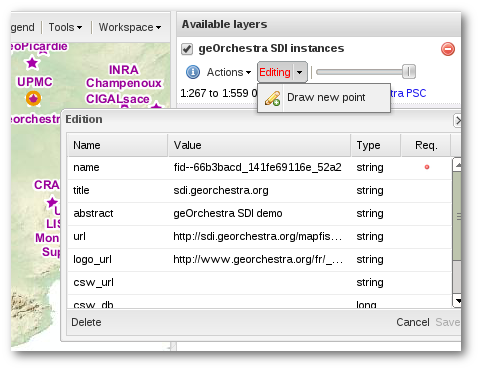 gend Tools Workspace
Available layers
geOrchestra SDI instances
Actions Editing
1:267 to 1:559 0
tra PSC
Draw new point
geoPicardie
UPMC
INRA
Champenoux
CIGALsace
eorchest
CRA
LIS
Mon
Sup
Edition
Name Value Type Req.
name fid--66b3bacd_141fe69116e_52a2 string
title sdi.georchestra.org string
abstract geOrchestra SDI demo string
url http://sdi.georchestra.org/mapfis... string
logo_url http://www.georchestra.org/fr/_... string
csw_url string
csw_db long
Delete Cancel Save